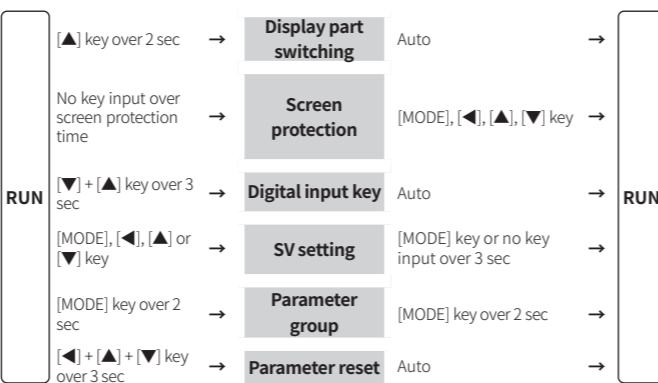 RUN
[▲] key over 2 sec → Display part switching Auto →
No key input over screen protection time → Screen protection [MODE], [◀], [▲], [▼] key →
[▼] + [▲] key over 3 sec → Digital input key Auto →
[MODE], [◀], [▲] or [▼] key → SV setting [MODE] key or no key input over 3 sec →
[MODE] key over 2 sec → Parameter group [MODE] key over 2 sec →
[◀] + [▲] + [▼] key over 3 sec → Parameter reset Auto →
RUN